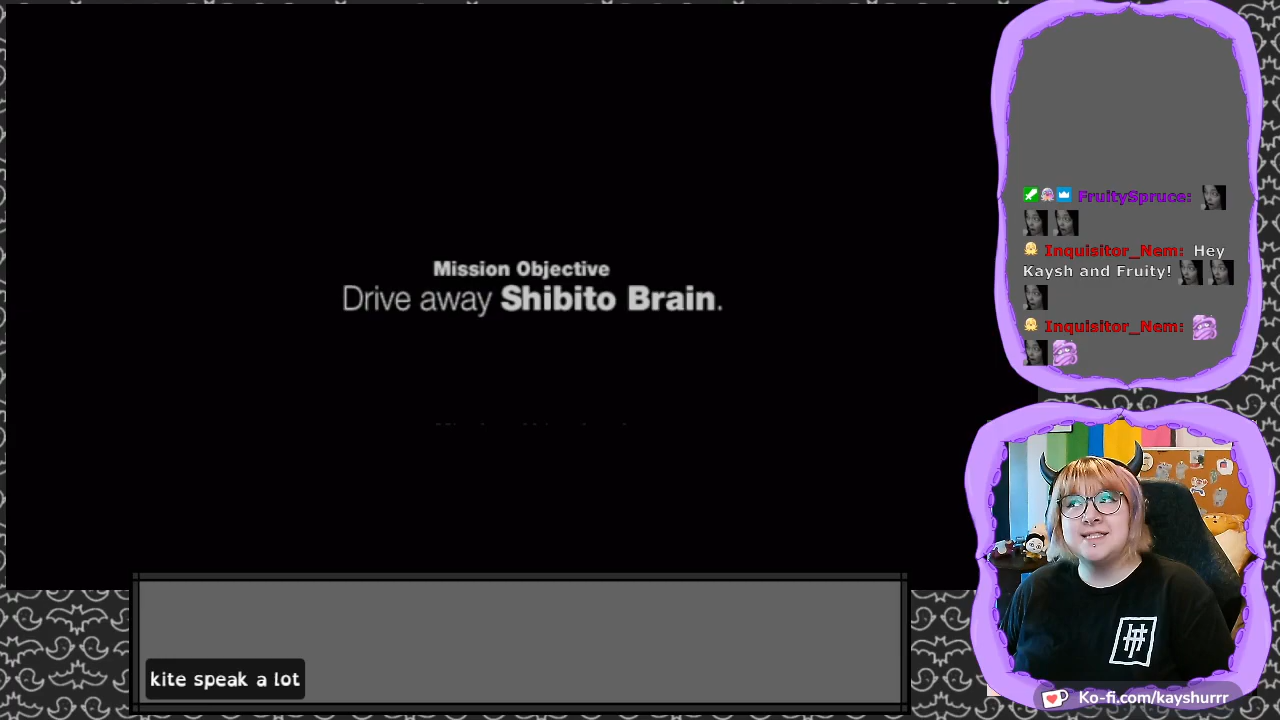 Mission Objective
Drive away Shibito Brain.
FruitySpruce:
Inquisitor_Nem: Hey
Kaysh and Fruity!
Inquisitor_Nem:
kite speak a lot
Ko-fi.com/kayshurrr